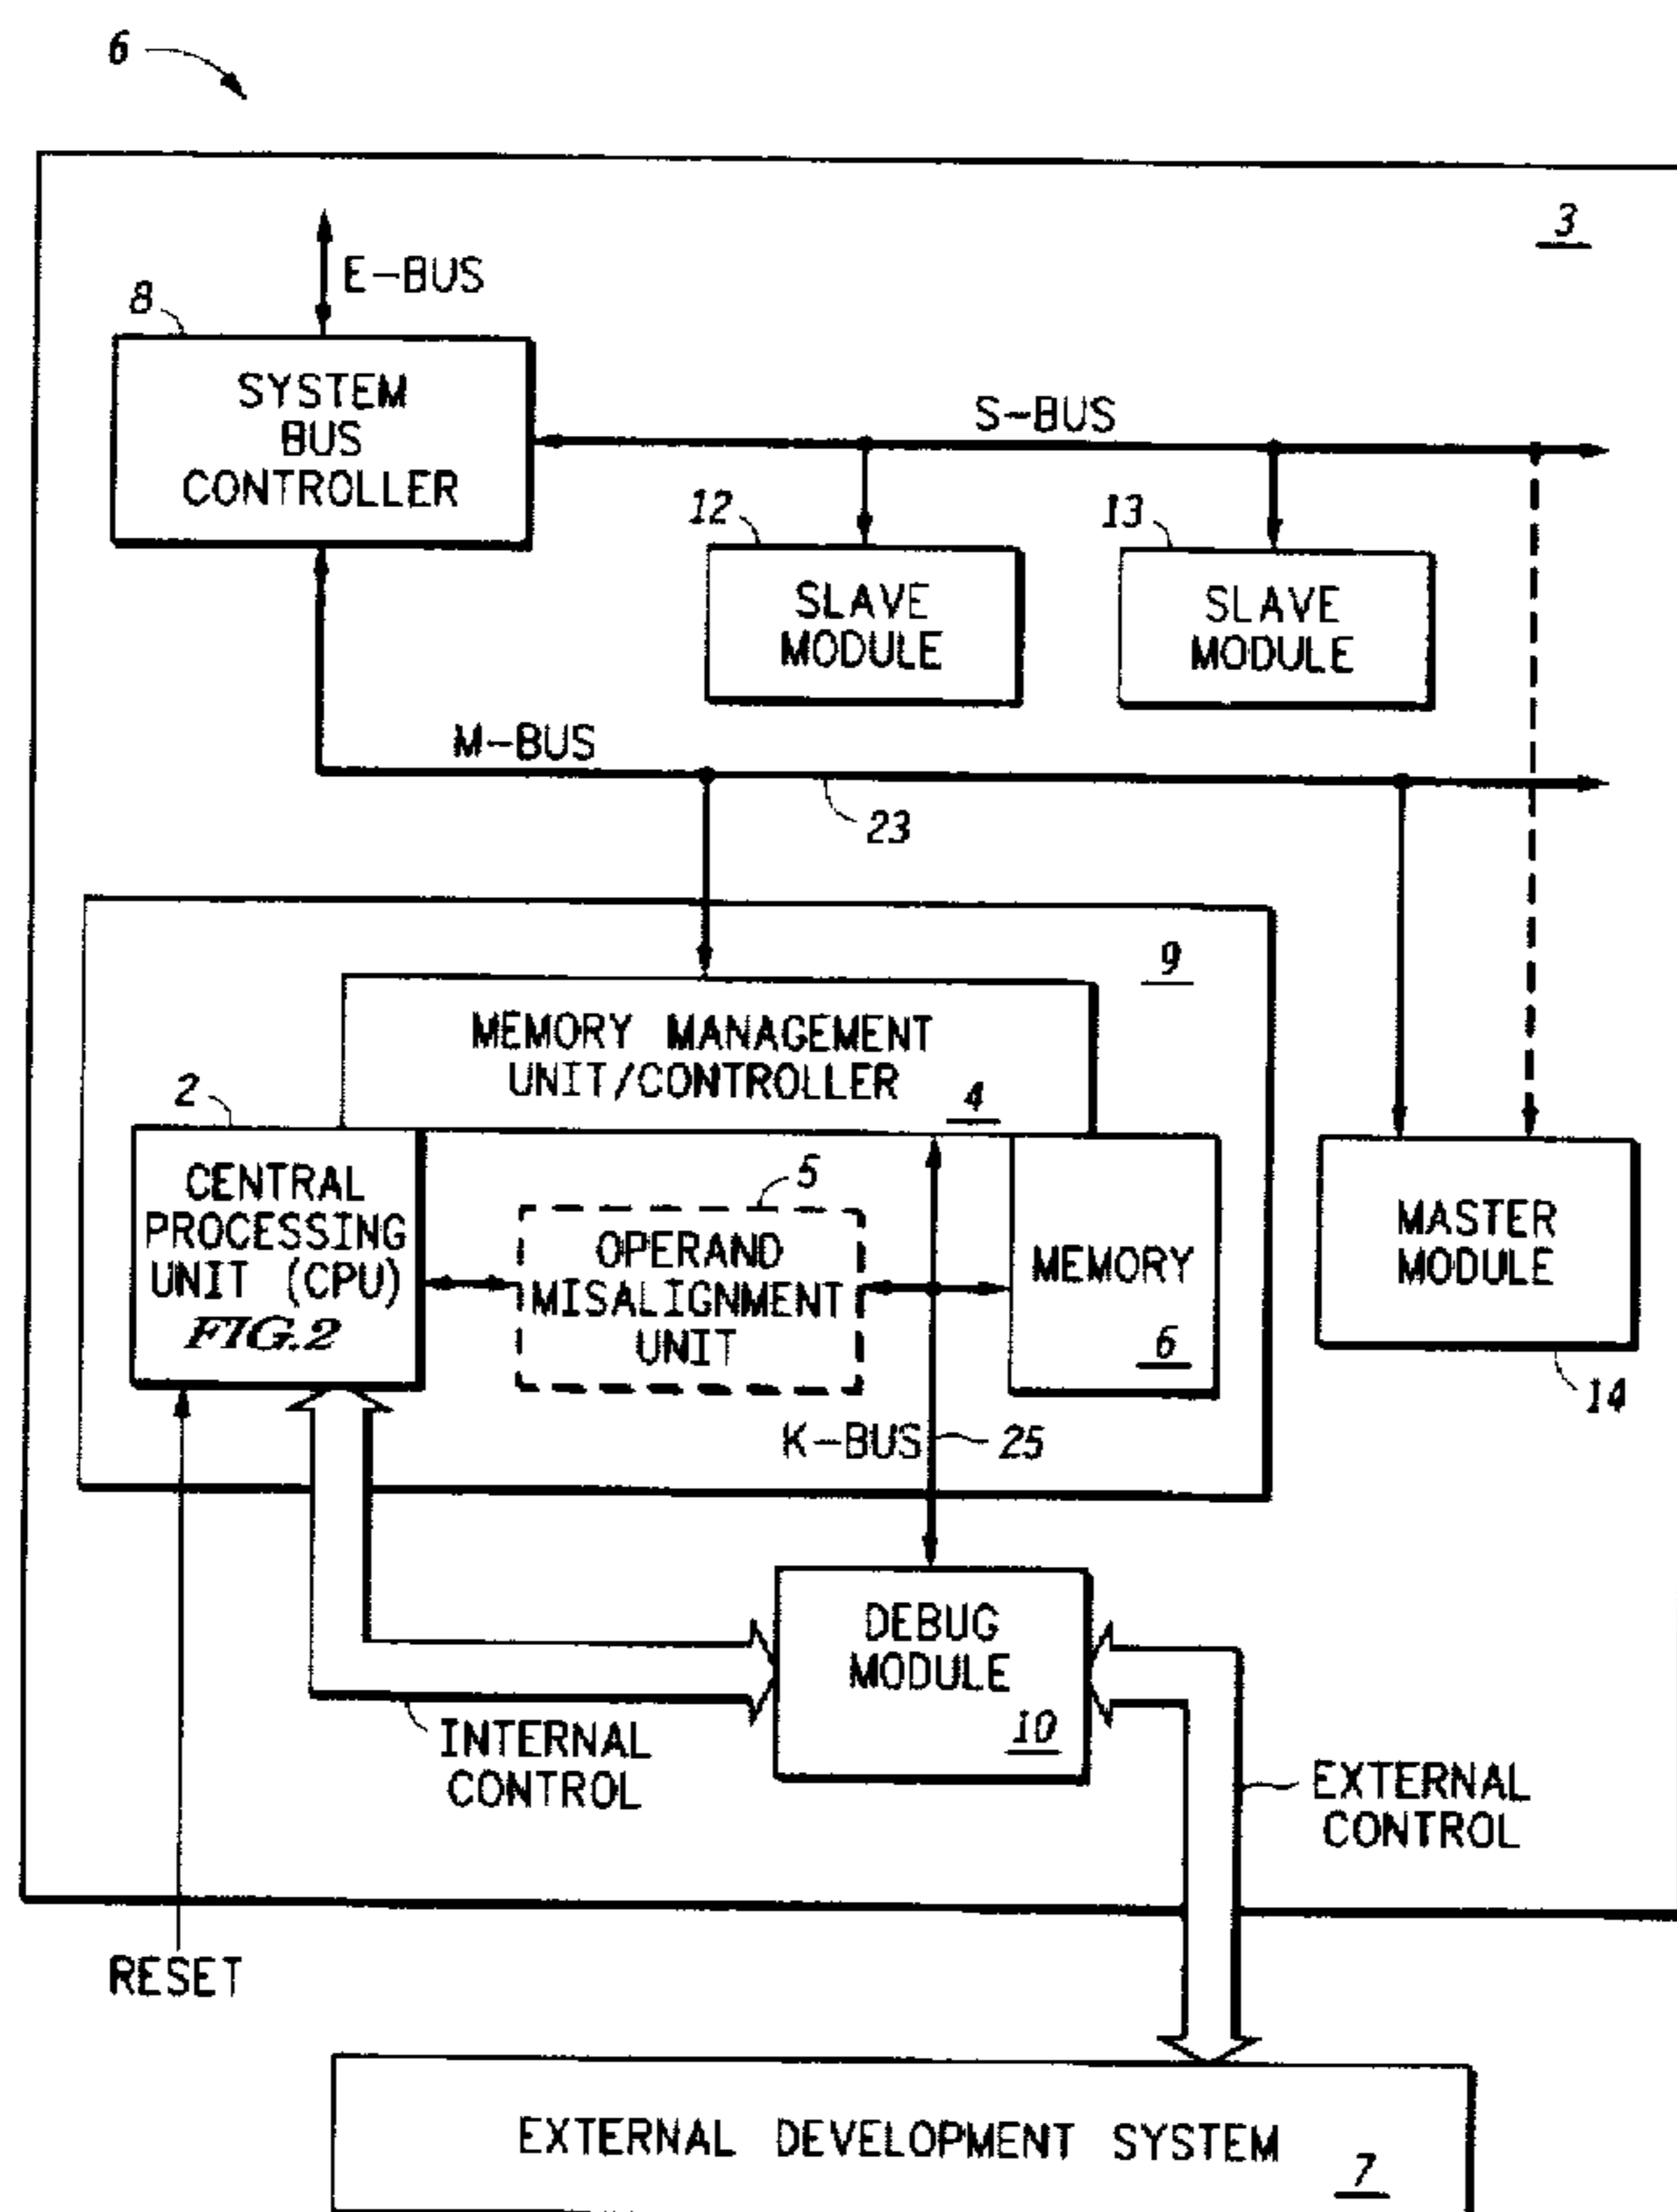 6
3
E-BUS
8
SYSTEM
BUS
CONTROLLER
S-BUS
12
13
SLAVE
MODULE
SLAVE
MODULE
M-BUS
23
9
MEMORY MANAGEMENT
UNIT/CONTROLLER
4
2
CENTRAL
PROCESSING
UNIT (CPU)
FIG.2
5
OPERAND
MISALIGNMENT
UNIT
MEMORY
6
MASTER
MODULE
14
K-BUS
25
DEBUG
MODULE
10
INTERNAL
CONTROL
EXTERNAL
CONTROL
RESET
EXTERNAL DEVELOPMENT SYSTEM
7